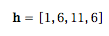 h = [1,6,11,6]